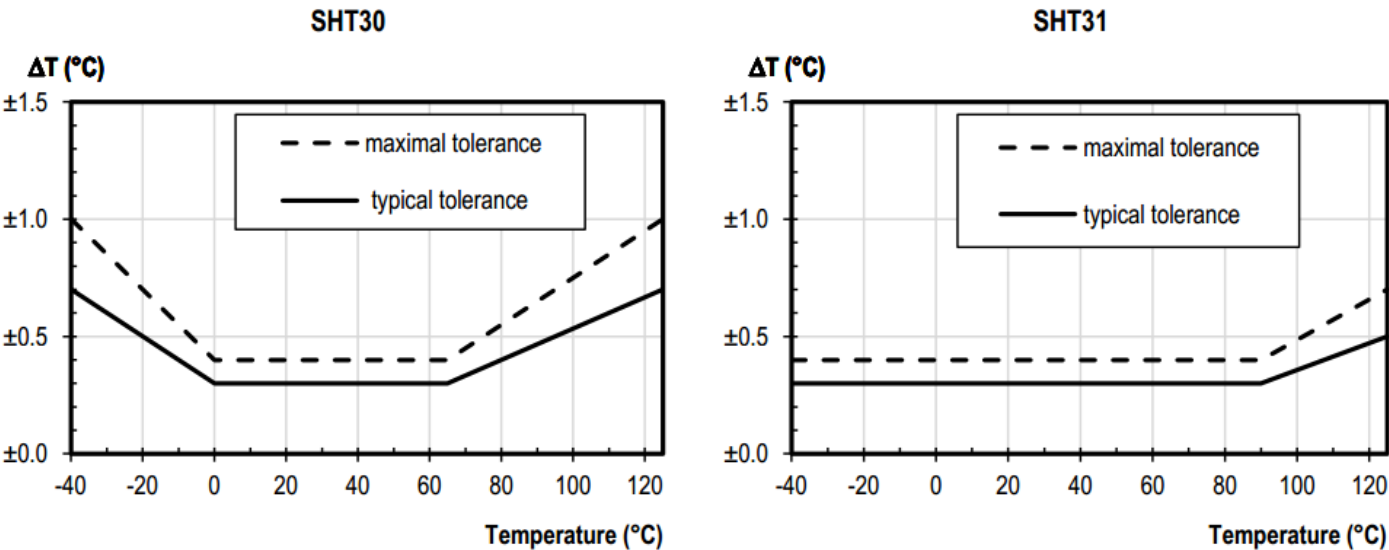 SHT30
ΔT (°C)
±1.5
±1.0
±0.5
±0.0
maximal tolerance
typical tolerance
-40 -20 0 20 40 60 80 100 120
Temperature (°C)
SHT31
ΔT (°C)
±1.5
±1.0
±0.5
±0.0
maximal tolerance
typical tolerance
-40 -20 0 20 40 60 80 100 120
Temperature (°C)